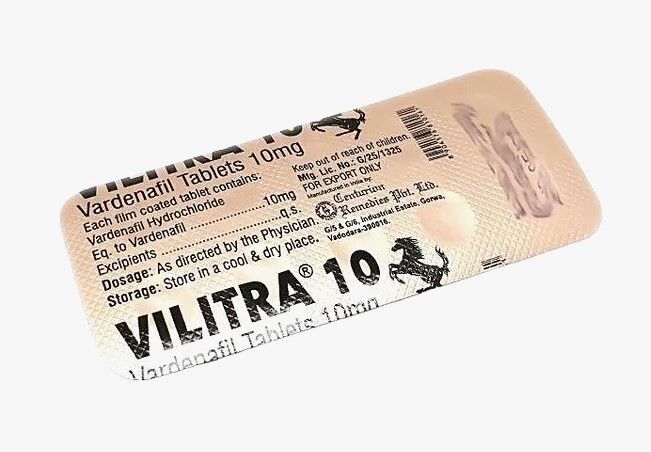 VILITRA 10
Vardenafil Tablets 10mg
Each film coated tablet contains:
Vardenafil Hydrochloride
Eq. to Vardenafil ........................ 10mg
Excipients ........................ q.s.
Dosage: As directed by the Physician
Storage: Store in a cool & dry place.
Keep out of reach of children.
Mfg. Lic. No.: G/25/1325
FOR EXPORT ONLY
Manufactured in India by:
Centurion
Remedies Pvt. Ltd.
G/5 & G/6, Industrial Estate, Gorwa,
Vadodara-390016.
VILITRA® 10
Vardenafil Tablets 10mg